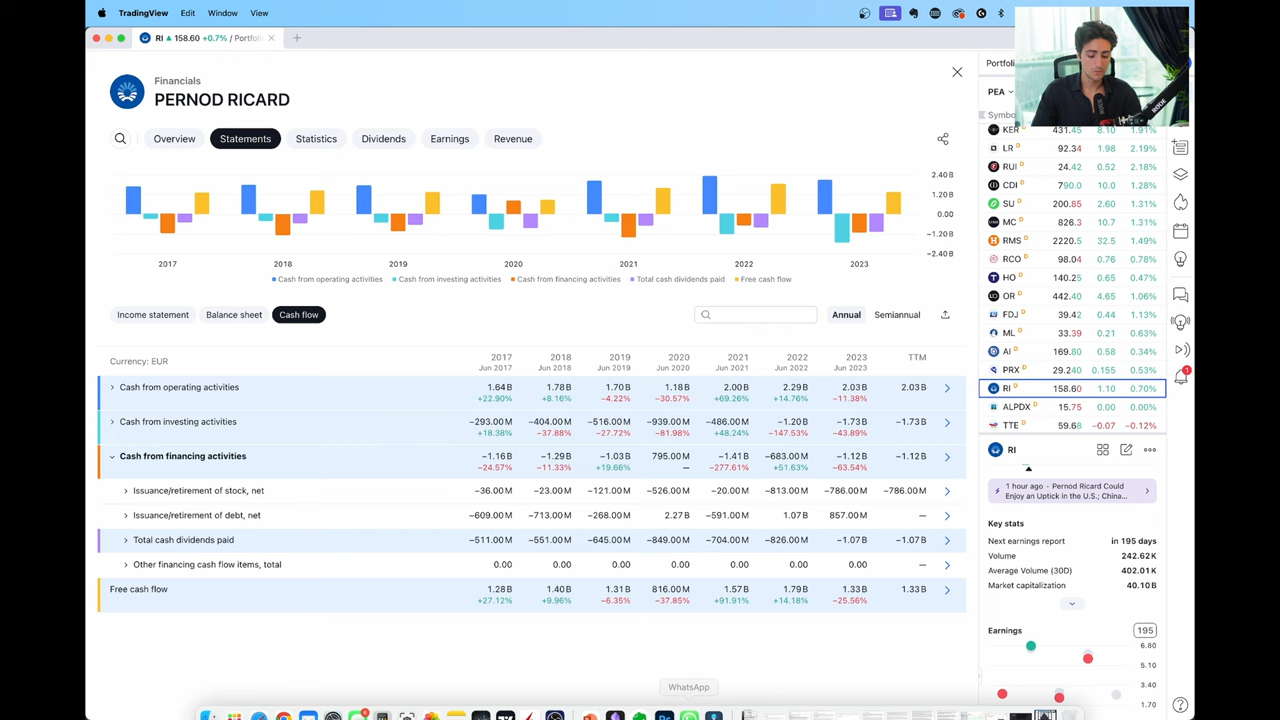 TradingView Edit Window View
RI ▲ 158.60 +0.7% / Portfoli
Financials
PERNOD RICARD
Overview Statements Statistics Dividends Earnings Revenue
2.40 B
1.20 B
0.00
−1.20 B
−2.40 B
2017 2018 2019 2020 2021 2022 2023
Cash from operating activities Cash from investing activities Cash from financing activities Total cash dividends paid Free cash flow
Income statement Balance sheet Cash flow Annual Semiannual
Currency: EUR 2017 2018 2019 2020 2021 2022 2023 TTM
Jun 2017 Jun 2018 Jun 2019 Jun 2020 Jun 2021 Jun 2022 Jun 2023
Cash from operating activities 1.64 B 1.78 B 1.70 B 1.18 B 2.00 B 2.29 B 2.03 B 2.03 B
+22.90% +8.16% −4.22% −30.57% +69.26% +14.76% −11.38%
Cash from investing activities −293.00 M −404.00 M −516.00 M −939.00 M −486.00 M −1.20 B −1.73 B −1.73 B
+18.38% −37.88% −27.72% −81.98% +48.24% −147.53% −43.89%
Cash from financing activities −1.16 B −1.29 B −1.03 B 795.00 M −1.41 B −683.00 M −1.12 B −1.12 B
−24.57% −11.33% +19.66% — −277.61% +51.63% −63.54%
Issuance/retirement of stock, net −36.00 M −23.00 M −121.00 M −526.00 M −20.00 M −813.00 M −786.00 M −786.00 M
Issuance/retirement of debt, net −609.00 M −713.00 M −268.00 M 2.27 B −591.00 M 1.07 B 857.00 M —
Total cash dividends paid −511.00 M −551.00 M −645.00 M −849.00 M −704.00 M −826.00 M −1.07 B −1.07 B
Other financing cash flow items, total 0.00 0.00 0.00 0.00 0.00 0.00 0.00 —
Free cash flow 1.28 B 1.40 B 1.31 B 816.00 M 1.57 B 1.79 B 1.33 B 1.33 B
+27.12% +9.96% −6.35% −37.85% +91.91% +14.18% −25.56%
WhatsApp
Portfoli
PEA
Symbo
RØDE
KER D 431.45 8.10 1.91%
LR D 92.34 1.98 2.19%
RUI D 24.42 0.52 2.18%
CDI D 790.0 10.0 1.28%
SU D 200.85 2.60 1.31%
MC D 826.3 10.7 1.31%
RMS D 2220.5 32.5 1.49%
RCO D 98.04 0.76 0.78%
HO D 140.25 0.65 0.47%
OR D 442.40 4.65 1.06%
FDJ D 39.42 0.44 1.13%
ML D 33.39 0.21 0.63%
AI D 169.80 0.58 0.34%
PRX D 29.240 0.155 0.53%
RI D 158.60 1.10 0.70%
ALPDX D 15.75 0.00 0.00%
TTE D 59.68 −0.07 −0.12%
1
RI
1 hour ago · Pernod Ricard Could
Enjoy an Uptick in the U.S.; China...
Key stats
Next earnings report in 195 days
Volume 242.62 K
Average Volume (30D) 402.01 K
Market capitalization 40.10 B
Earnings 195
6.80
5.10
3.40
1.70